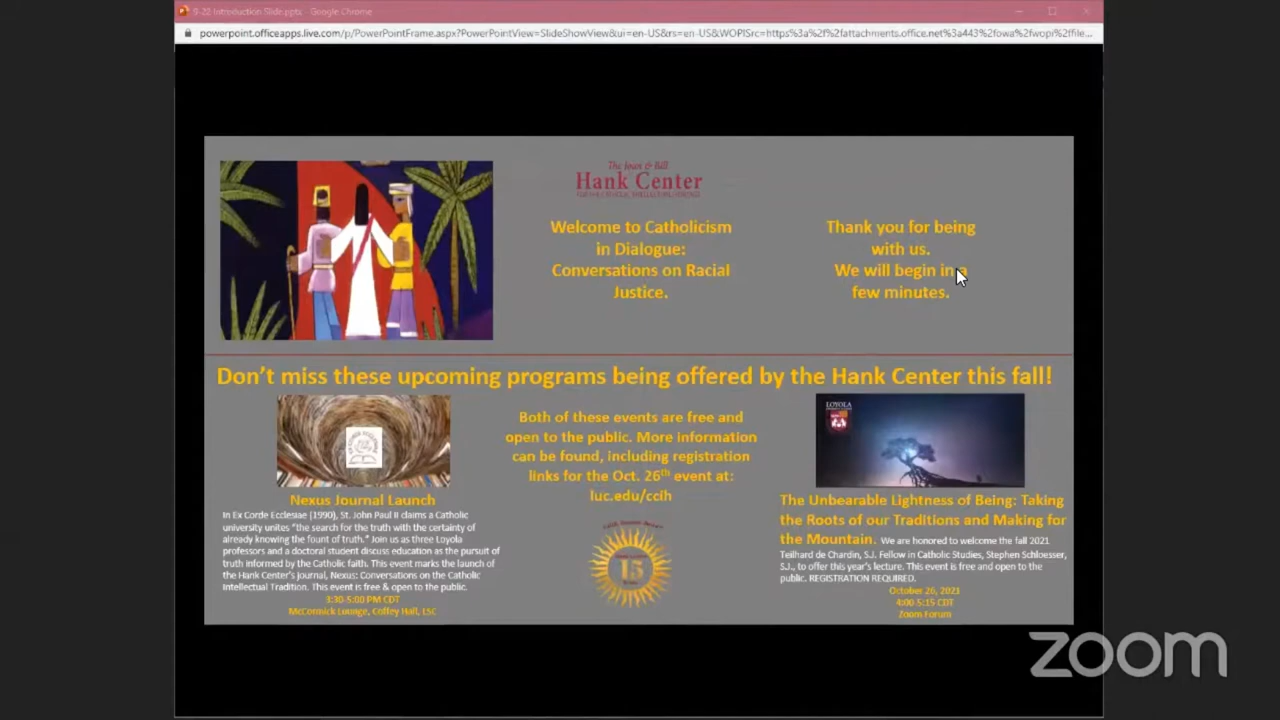 9-22 Introduction Slide.pptx - Google Chrome
powerpoint.officeapps.live.com/p/PowerPointFrame.aspx?PowerPointView=SlideShowView&ui=en-US&rs=en-US&WOPISrc=https%3a%2f%2fattachments.office.net%3a443%2fowa%2fwopi%2ffile...
The Joan & Bill
Hank Center
Welcome to Catholicism
in Dialogue:
Conversations on Racial
Justice.
Thank you for being
with us.
We will begin in a
few minutes.
Don't miss these upcoming programs being offered by the Hank Center this fall!
Both of these events are free and
open to the public. More information
can be found, including registration
links for the Oct. 26th event at:
luc.edu/ccih
15
Nexus Journal Launch
In Ex Corde Ecclesiae (1990), St. John Paul II claims a Catholic
university unites "the search for the truth with the certainty of
already knowing the fount of truth." Join us as three Loyola
professors and a doctoral student discuss education as the pursuit of
truth informed by the Catholic faith. This event marks the launch of
the Hank Center's Journal, Nexus: Conversations on the Catholic
Intellectual Tradition. This event is free & open to the public.
3:30-5:00 PM CDT
McCormick Lounge, Coffey Hall, LSC
LOYOLA
The Unbearable Lightness of Being: Taking
the Roots of our Traditions and Making for
the Mountain. We are honored to welcome the fall 2021
Teilhard de Chardin, S.J. Fellow in Catholic Studies, Stephen Schloesser,
S.J., to offer this year's lecture. This event is free and open to the
public. REGISTRATION REQUIRED.
October 26, 2021
4:00-5:15 CDT
Zoom Forum
zoom